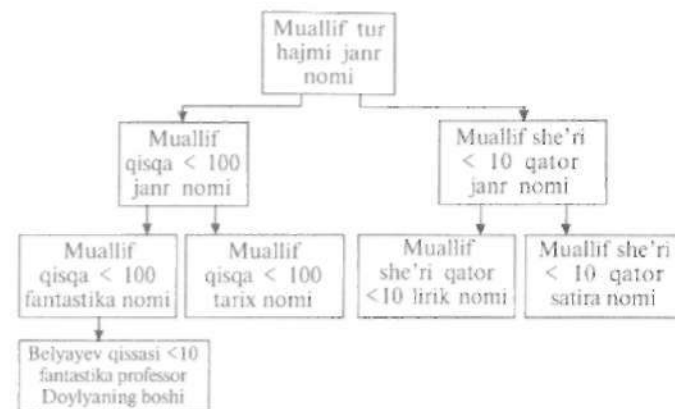 Muallif tur
hajmi janr
nomi
Muallif
qisqa < 100
janr nomi
Muallif she'ri
< 10 qator
janr nomi
Muallif
qisqa < 100
fantastika nomi
Muallif
qisqa < 100
tarix nomi
Muallif
she'ri qator
<10 lirik nomi
Muallif she'ri
< 10 qator
satira nomi
Belyayev qissasi <10
fantastika professor
Doylyaning boshi